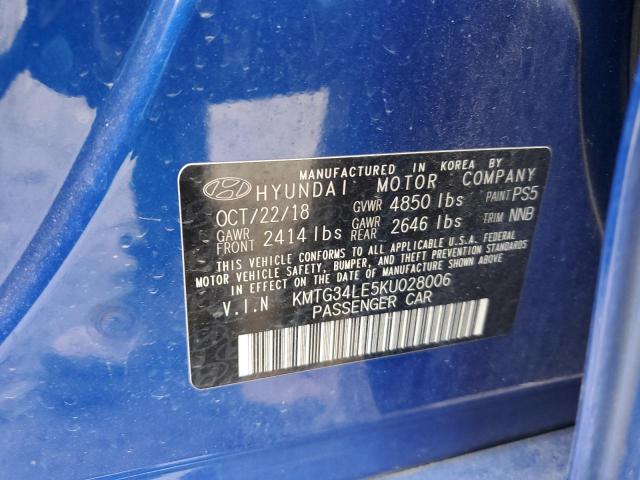 MANUFACTURED IN KOREA BY
HYUNDAI MOTOR COMPANY
OCT/22/18 GVWR 4850 lbs PAINT PS5
GAWR FRONT 2414 lbs GAWR REAR 2646 lbs TRIM NNB
THIS VEHICLE CONFORMS TO ALL APPLICABLE U.S.A. FEDERAL
MOTOR VEHICLE SAFETY, BUMPER, AND THEFT PREVENTION STANDARDS
IN EFFECT ON THE DATE OF MANUFACTURE SHOWN ABOVE.
V.I.N KMTG34LE5KU028006
PASSENGER CAR